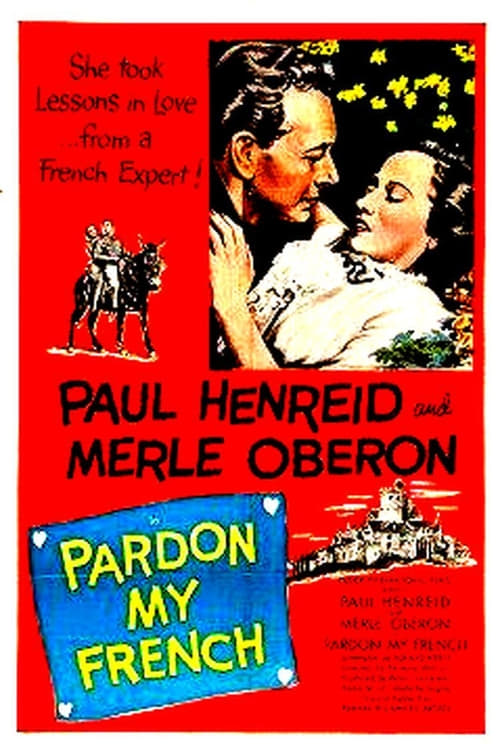 She took
Lessons in Love
...from a
French Expert!
PAUL HENREID and
MERLE OBERON
in
PARDON
MY
FRENCH
PAUL HENREID
MERLE OBERON
PARDON MY FRENCH